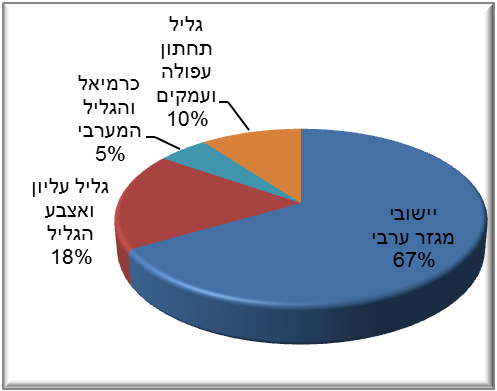 גליל
תחתון
עפולה
ועמקים
10%
כרמיאל
והגליל
המערבי
5%
גליל עליון
ואצבע
הגליל
18%
יישובי
מגזר ערבי
67%